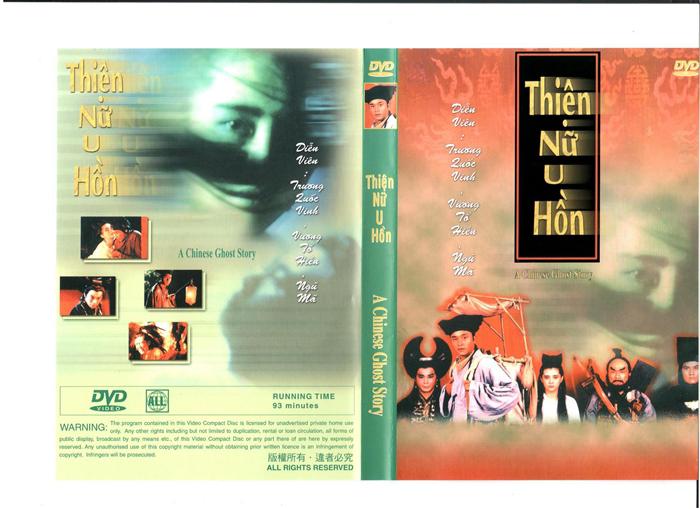 Thiện
Nữ
U
Hồn
Diễn
Viên
:
Trương
Quốc
Vinh
.
Vương
Tổ
Hiền
.
Ngũ
Mã
A Chinese Ghost Story
DVD
VIDEO
ALL
RUNNING TIME
93 minutes
WARNING: The program contained in this Video Compact Disc is licensed for unadvertised private home use
only. Any other rights including but not limited to duplication, rental or loan circulation, all forms of
public display, broadcast by any means etc., of this Video Compact Disc or any part thereof are here by expressly
reserved. Any unauthorised use of this copyright material without obtaining prior written licence is an infringement of
copyright. Infringers will be prosecuted.
版權所有·違者必究
ALL RIGHTS RESERVED
DVD
Thiện
Nữ
U
Hồn
A Chinese Ghost Story
DVD
Thiện
Nữ
U
Hồn
Diễn
Viên
:
Trương
Quốc
Vinh
.
Vương
Tổ
Hiền
.
Ngũ
Mã
A Chinese Ghost Story